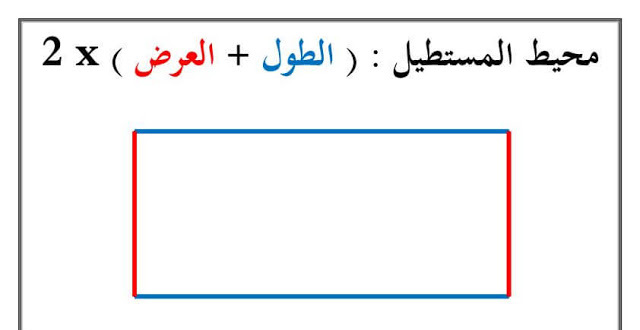 محيط المستطيل : ( الطول + العرض ) x 2